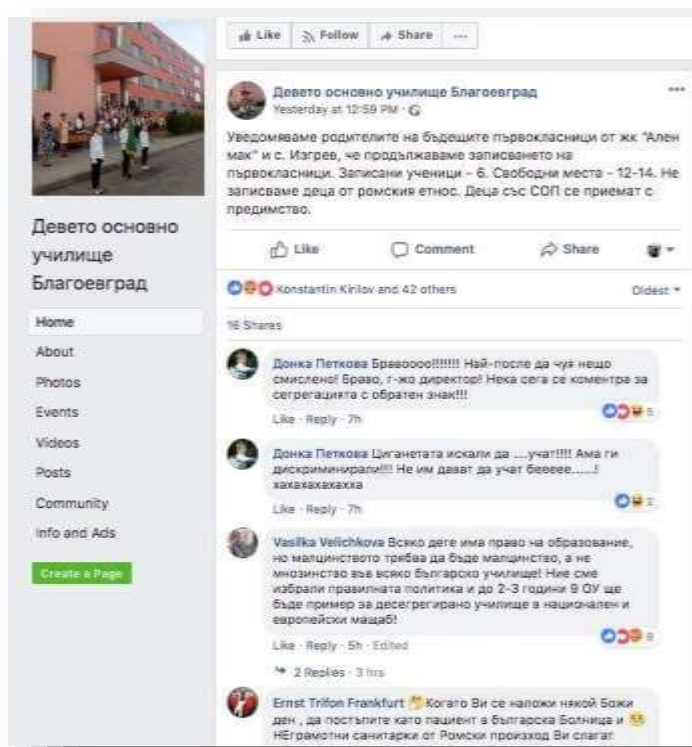 Like Follow Share ...
Девето основно училище Благоевград
Yesterday at 12:59 PM ·
Уведомяваме родителите на бъдещите първокласници от жк "Ален
мак" и с. Изгрев, че продължаваме записването на
първокласници. Записани ученици - 6. Свободни места - 12-14. Не
записваме деца от ромския етнос. Деца със СОП се приемат с
предимство.
Like Comment Share
Konstantin Kirilov and 42 others Oldest
16 Shares
Донка Петкова Бравоооо!!!!!!! Най-после да чуя нещо
смислено! Браво, г-жо директор! Нека сега се коментра за
сегрегацията с обратен знак!!!
5
Like · Reply · 7h
Донка Петкова Циганетата искали да ....учат!!!! Ама ги
дискриминирали!!!! Не им дават да учат беееее......!
хахахахахахха
2
Like · Reply · 7h
Vasilka Velichkova Всяко дете има право на образование,
но малцинството трябва да бъде малцинство, а не
мнозинство във всяко българско училище! Ние сме
избрали правилната политика и до 2-3 години 9 ОУ ще
бъде пример за десегрегирано училище в национален и
европейски мащаб!
Like · Reply · 5h · Edited
2 Replies · 3 hrs
Ernst Trifon Frankfurt Когато Ви се наложи някой Божи
ден , да постъпите като пациент в българска Болница и
НЕграмотни санитарки от Ромски произход Ви слагат
Девето основно
училище
Благоевград
Home
About
Photos
Events
Videos
Posts
Community
Info and Ads
Create a Page